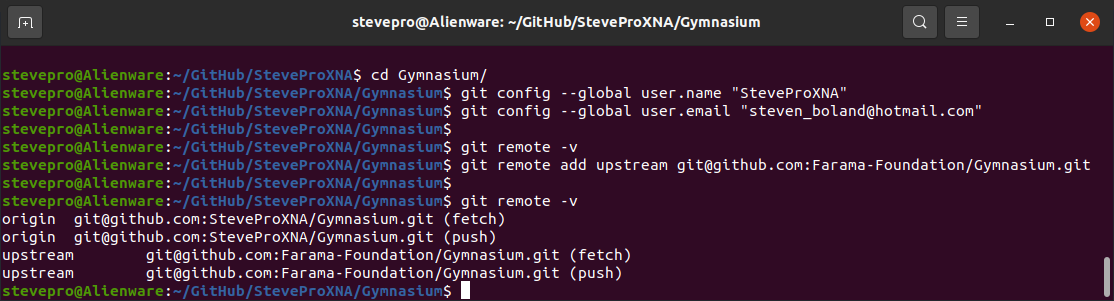 stevepro@Alienware: ~/GitHub/SteveProXNA/Gymnasium
stevepro@Alienware:~/GitHub/SteveProXNA$ cd Gymnasium/
stevepro@Alienware:~/GitHub/SteveProXNA/Gymnasium$ git config --global user.name "SteveProXNA"
stevepro@Alienware:~/GitHub/SteveProXNA/Gymnasium$ git config --global user.email "steven_boland@hotmail.com"
stevepro@Alienware:~/GitHub/SteveProXNA/Gymnasium$
stevepro@Alienware:~/GitHub/SteveProXNA/Gymnasium$ git remote -v
stevepro@Alienware:~/GitHub/SteveProXNA/Gymnasium$ git remote add upstream git@github.com:Farama-Foundation/Gymnasium.git
stevepro@Alienware:~/GitHub/SteveProXNA/Gymnasium$
stevepro@Alienware:~/GitHub/SteveProXNA/Gymnasium$ git remote -v
origin  git@github.com:SteveProXNA/Gymnasium.git (fetch)
origin  git@github.com:SteveProXNA/Gymnasium.git (push)
upstream        git@github.com:Farama-Foundation/Gymnasium.git (fetch)
upstream        git@github.com:Farama-Foundation/Gymnasium.git (push)
stevepro@Alienware:~/GitHub/SteveProXNA/Gymnasium$